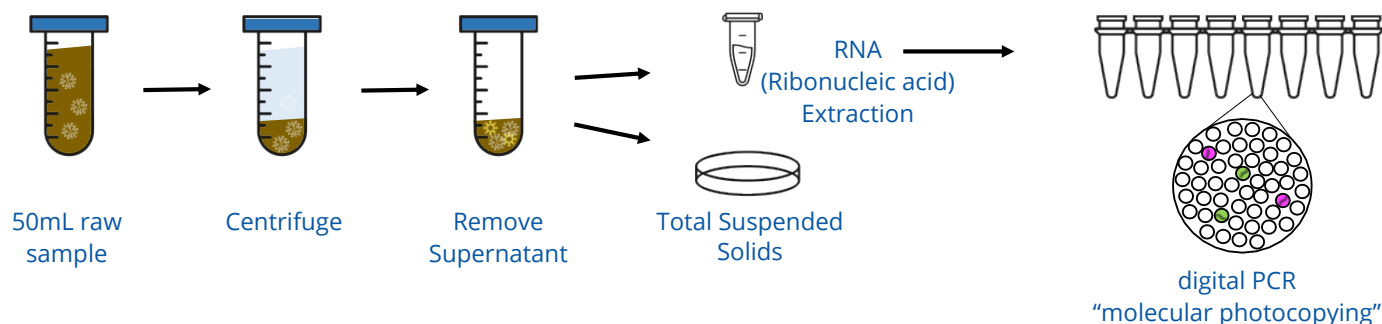 50mL raw
sample
Centrifuge
Remove
Supernatant
RNA
(Ribonucleic acid)
Extraction
Total Suspended
Solids
digital PCR
“molecular photocopying”